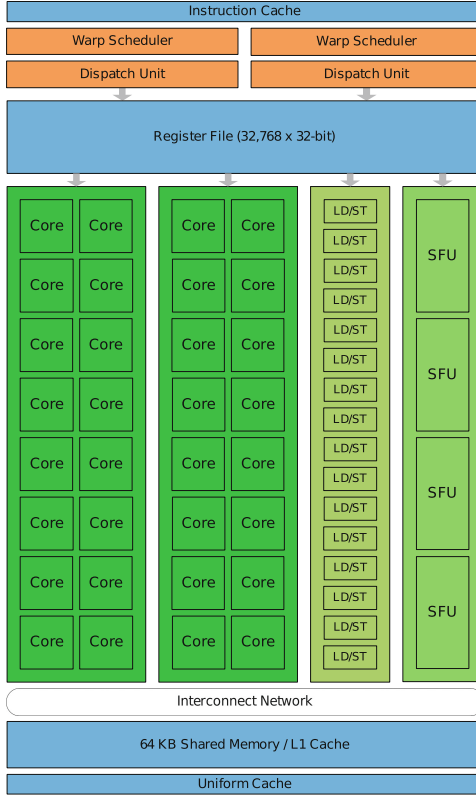 Instruction Cache
Warp Scheduler Warp Scheduler
Dispatch Unit Dispatch Unit
Register File (32,768 x 32-bit)
Core Core Core Core LD/ST SFU
LD/ST
Core Core Core Core LD/ST
LD/ST
Core Core Core Core LD/ST SFU
LD/ST
Core Core Core Core LD/ST
LD/ST
Core Core Core Core LD/ST SFU
LD/ST
Core Core Core Core LD/ST
LD/ST
Core Core Core Core LD/ST SFU
LD/ST
Core Core Core Core LD/ST
LD/ST
Interconnect Network
64 KB Shared Memory / L1 Cache
Uniform Cache